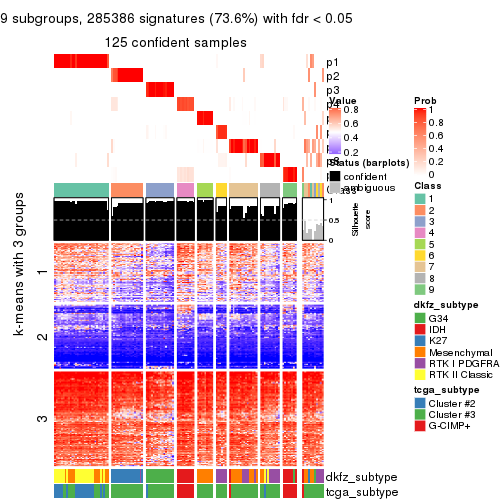 9 subgroups, 285386 signatures (73.6%) with fdr < 0.05
125 confident samples
p1
p2
p3
Value
0.8
0.6
0.4
0.2
Status (barplots)
confident
ambiguous
1
0.5
0
Silhouette
score
Prob
1
0.8
0.6
0.4
0.2
0
Class
1
2
3
4
5
6
7
8
9
dkfz_subtype
G34
IDH
K27
Mesenchymal
RTK I PDGFRA
RTK II Classic
tcga_subtype
Cluster #2
Cluster #3
G-CIMP+
k-means with 3 groups
1
2
3
dkfz_subtype
tcga_subtype